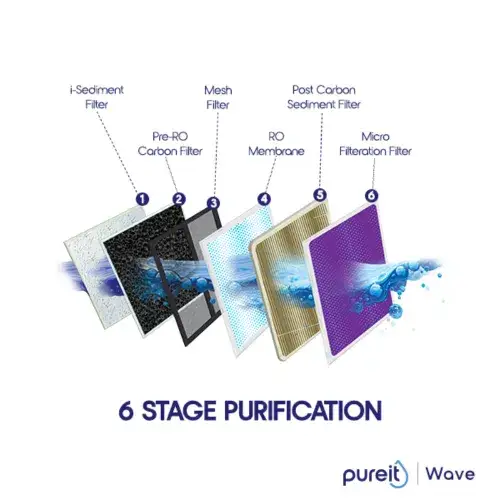 i-Sediment
Filter
Mesh
Filter
Post Carbon
Sediment Filter
Pre-RO
Carbon Filter
RO
Membrane
Micro
Filteration Filter
1
2
3
4
5
6
6 STAGE PURIFICATION
pureit Wave